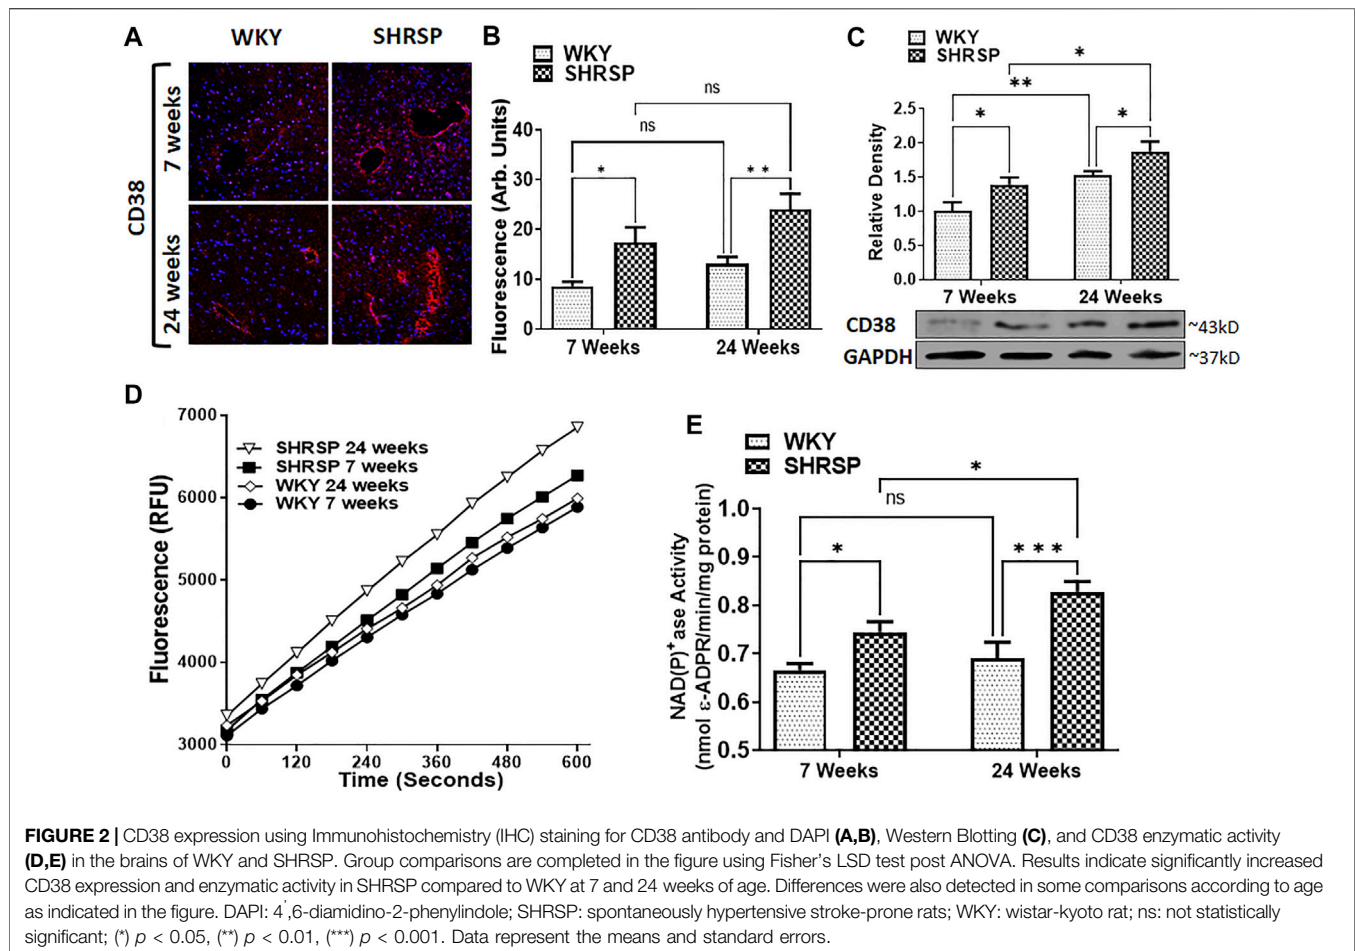 A
WKY
SHRSP
CD38
7 weeks
24 weeks
B
WKY
SHRSP
ns
ns
*
* *
Fluorescence (Arb. Units)
40
30
20
10
0
7 Weeks
24 Weeks
C
WKY
SHRSP
*
**
*
*
Relative Density
2.5
2.0
1.5
1.0
0.5
0.0
7 Weeks
24 Weeks
CD38
~43kD
GAPDH
~37kD
D
Fluorescence (RFU)
7000
6000
5000
4000
3000
SHRSP 24 weeks
SHRSP 7 weeks
WKY 24 weeks
WKY 7 weeks
0 120 240 360 480 600
Time (Seconds)
E
WKY
SHRSP
*
ns
*
* * *
NAD(P)⁺ase Activity
(nmol ε-ADPR/min/mg protein)
1.0
0.9
0.8
0.7
0.6
0.5
7 Weeks
24 Weeks
FIGURE 2 | CD38 expression using Immunohistochemistry (IHC) staining for CD38 antibody and DAPI (A,B), Western Blotting (C), and CD38 enzymatic activity
(D,E) in the brains of WKY and SHRSP. Group comparisons are completed in the figure using Fisher's LSD test post ANOVA. Results indicate significantly increased
CD38 expression and enzymatic activity in SHRSP compared to WKY at 7 and 24 weeks of age. Differences were also detected in some comparisons according to age
as indicated in the figure. DAPI: 4',6-diamidino-2-phenylindole; SHRSP: spontaneously hypertensive stroke-prone rats; WKY: wistar-kyoto rat; ns: not statistically
significant; (*) p < 0.05, (**) p < 0.01, (***) p < 0.001. Data represent the means and standard errors.